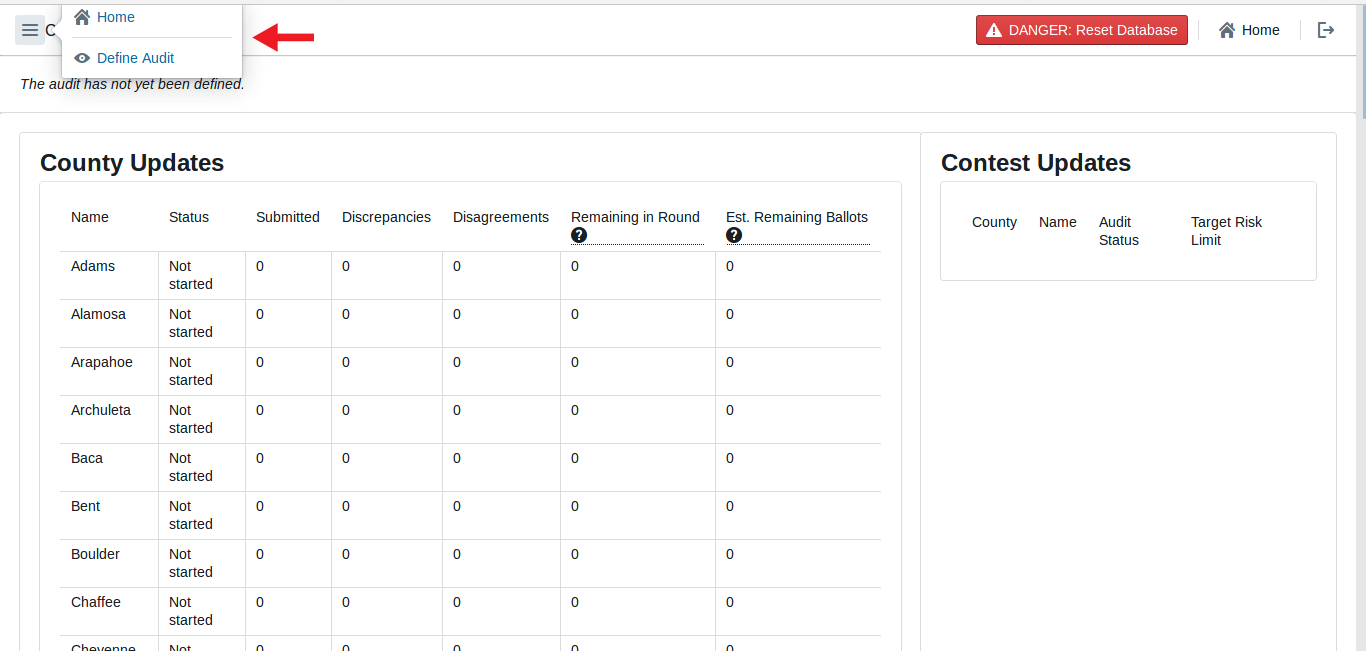 Home
C
DANGER: Reset Database
Home
Define Audit
The audit has not yet been defined.
County Updates
Contest Updates
Name Status Submitted Discrepancies Disagreements Remaining in Round Est. Remaining Ballots
County Name Audit Status Target Risk Limit
Adams Not started 0 0 0 0 0
Alamosa Not started 0 0 0 0 0
Arapahoe Not started 0 0 0 0 0
Archuleta Not started 0 0 0 0 0
Baca Not started 0 0 0 0 0
Bent Not started 0 0 0 0 0
Boulder Not started 0 0 0 0 0
Chaffee Not started 0 0 0 0 0
Cheyenne Not 0 0 0 0 0